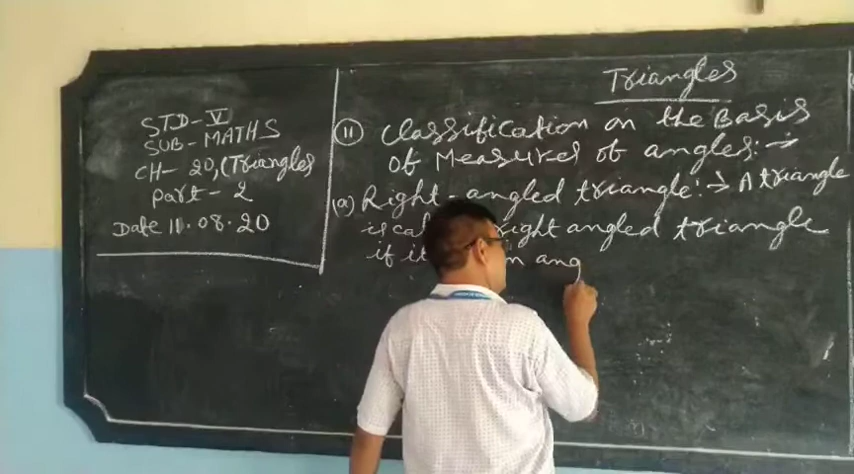 STD-V
SUB-MATHS
CH- 20, (Triangles
Part - 2
Date 11.08.20
Triangles
(II) Classification on the Basis
of Measures of angles:→
(a) Right-angled triangle:→ A triangle
is right angled triangle
if it ang